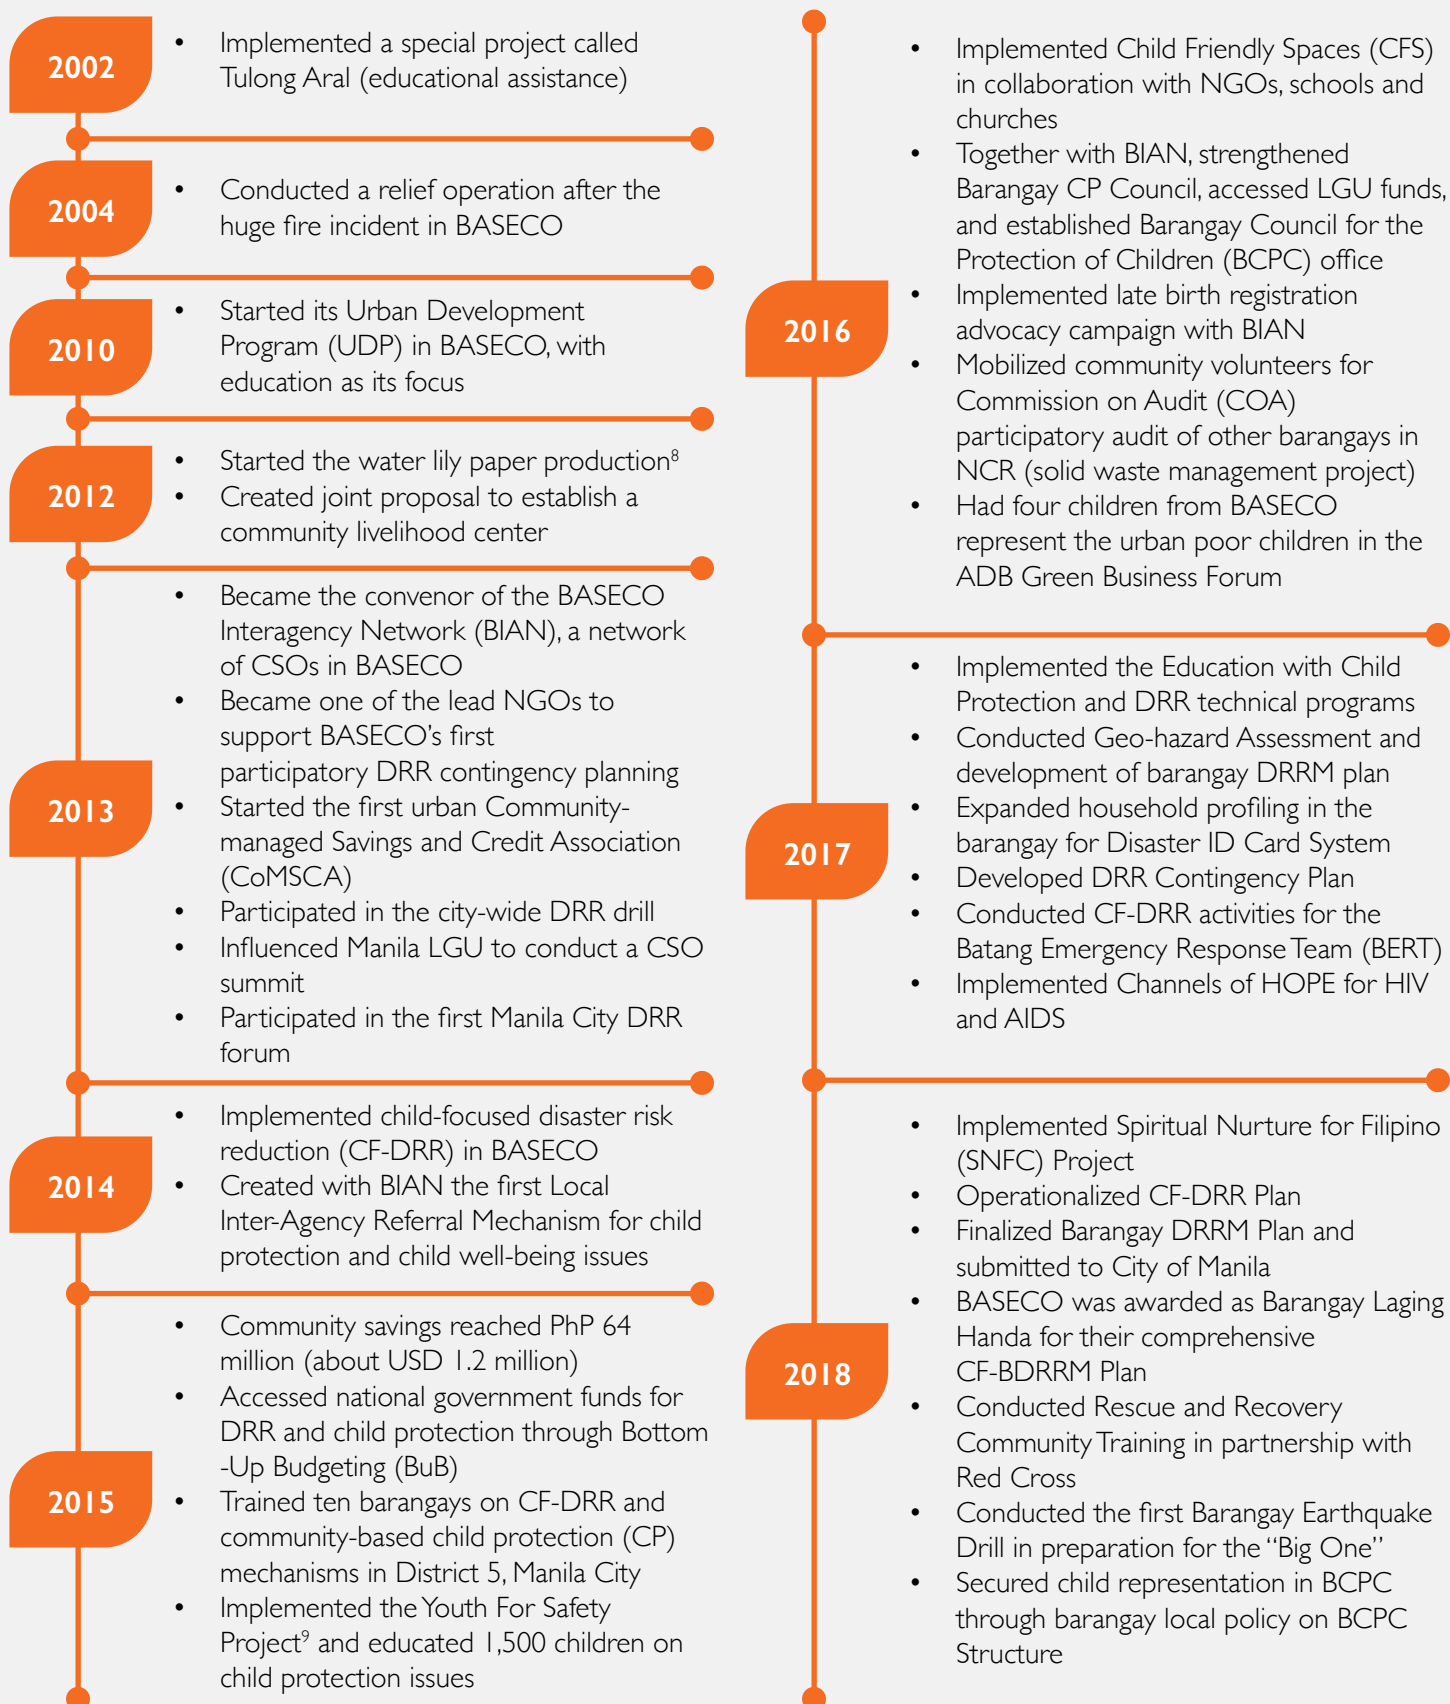 2002
• Implemented a special project called
Tulong Aral (educational assistance)
2004
• Conducted a relief operation after the
huge fire incident in BASECO
2010
• Started its Urban Development
Program (UDP) in BASECO, with
education as its focus
2012
• Started the water lily paper production⁸
• Created joint proposal to establish a
community livelihood center
2013
• Became the convenor of the BASECO
Interagency Network (BIAN), a network
of CSOs in BASECO
• Became one of the lead NGOs to
support BASECO’s first
participatory DRR contingency planning
• Started the first urban Community-
managed Savings and Credit Association
(CoMSCA)
• Participated in the city-wide DRR drill
• Influenced Manila LGU to conduct a CSO
summit
• Participated in the first Manila City DRR
forum
2014
• Implemented child-focused disaster risk
reduction (CF-DRR) in BASECO
• Created with BIAN the first Local
Inter-Agency Referral Mechanism for child
protection and child well-being issues
2015
• Community savings reached PhP 64
million (about USD 1.2 million)
• Accessed national government funds for
DRR and child protection through Bottom
-Up Budgeting (BuB)
• Trained ten barangays on CF-DRR and
community-based child protection (CP)
mechanisms in District 5, Manila City
• Implemented the Youth For Safety
Project⁹ and educated 1,500 children on
child protection issues
2016
• Implemented Child Friendly Spaces (CFS)
in collaboration with NGOs, schools and
churches
• Together with BIAN, strengthened
Barangay CP Council, accessed LGU funds,
and established Barangay Council for the
Protection of Children (BCPC) office
• Implemented late birth registration
advocacy campaign with BIAN
• Mobilized community volunteers for
Commission on Audit (COA)
participatory audit of other barangays in
NCR (solid waste management project)
• Had four children from BASECO
represent the urban poor children in the
ADB Green Business Forum
2017
• Implemented the Education with Child
Protection and DRR technical programs
• Conducted Geo-hazard Assessment and
development of barangay DRRM plan
• Expanded household profiling in the
barangay for Disaster ID Card System
• Developed DRR Contingency Plan
• Conducted CF-DRR activities for the
Batang Emergency Response Team (BERT)
• Implemented Channels of HOPE for HIV
and AIDS
2018
• Implemented Spiritual Nurture for Filipino
(SNFC) Project
• Operationalized CF-DRR Plan
• Finalized Barangay DRRM Plan and
submitted to City of Manila
• BASECO was awarded as Barangay Laging
Handa for their comprehensive
CF-BDRRM Plan
• Conducted Rescue and Recovery
Community Training in partnership with
Red Cross
• Conducted the first Barangay Earthquake
Drill in preparation for the “Big One”
• Secured child representation in BCPC
through barangay local policy on BCPC
Structure